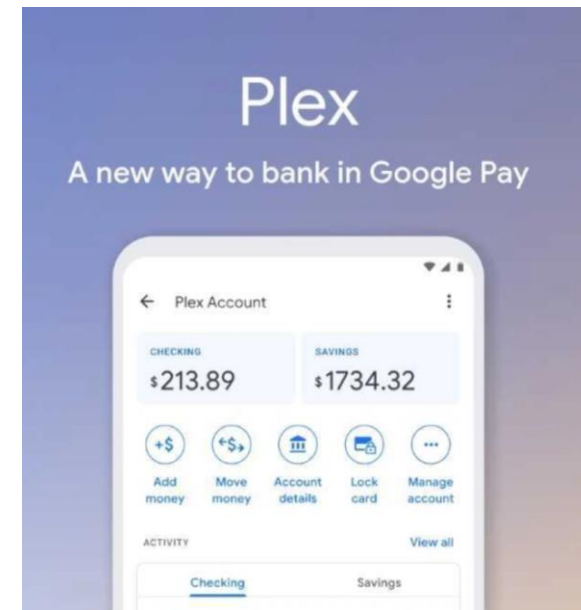 Plex
A new way to bank in Google Pay
Plex Account
CHECKING SAVINGS
$213.89 $1734.32
+$ $
Add Move Account Lock Manage
money money details card account
ACTIVITY View all
Checking Savings